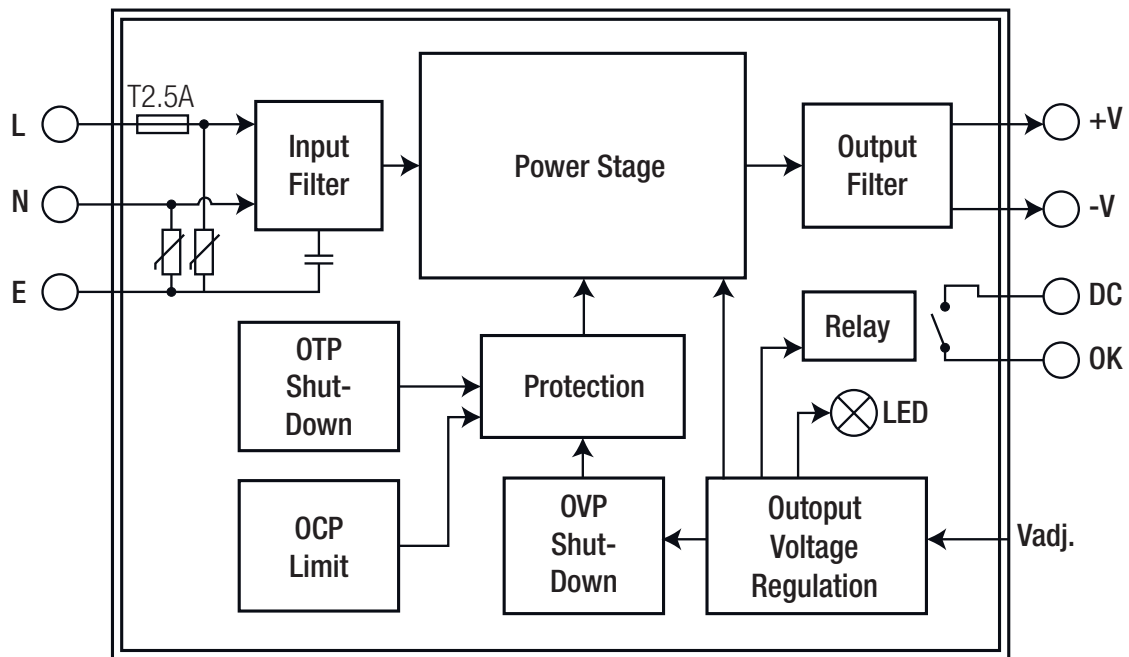 T2.5A
L
N
E
Input
Filter
Power Stage
Output
Filter
+V
-V
DC
OK
Relay
LED
OTP
Shut-
Down
Protection
OCP
Limit
OVP
Shut-
Down
Outoput
Voltage
Regulation
Vadj.